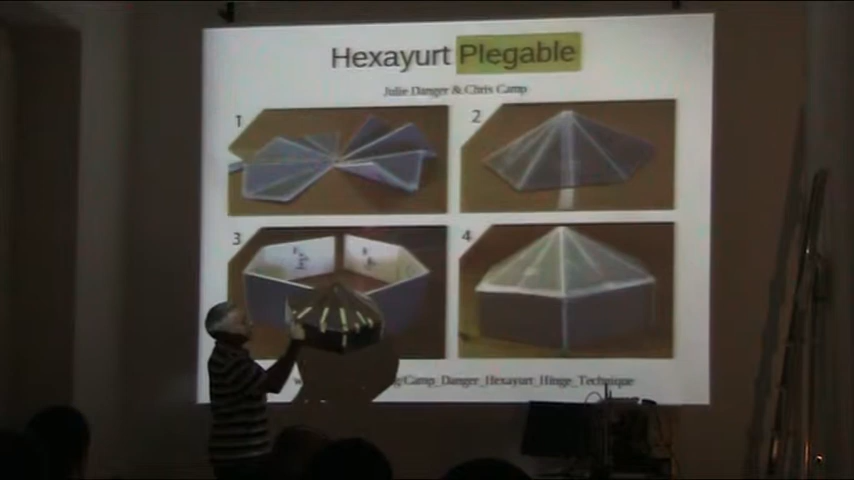 Hexayurt Plegable
Julie Danger & Chris Camp
1
2
3
4
/Camp_Danger_Hexayurt_Hinge_Technique